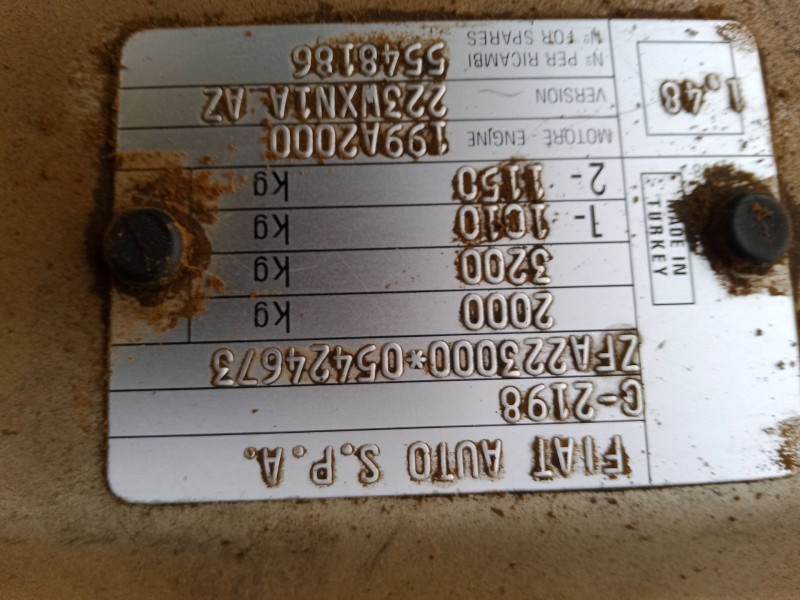 FIAT AUTO S.P.A.
G-2198
ZFA223000*05424673
2000 Kg
3200 Kg
1- 1010 Kg
2- 1150 Kg
MOTORE - ENGINE 199A2000
VERSION 223WXN1A AZ
N° PER RICAMBI
N° FOR SPARES
5548186
MADE IN
TURKEY
1.48